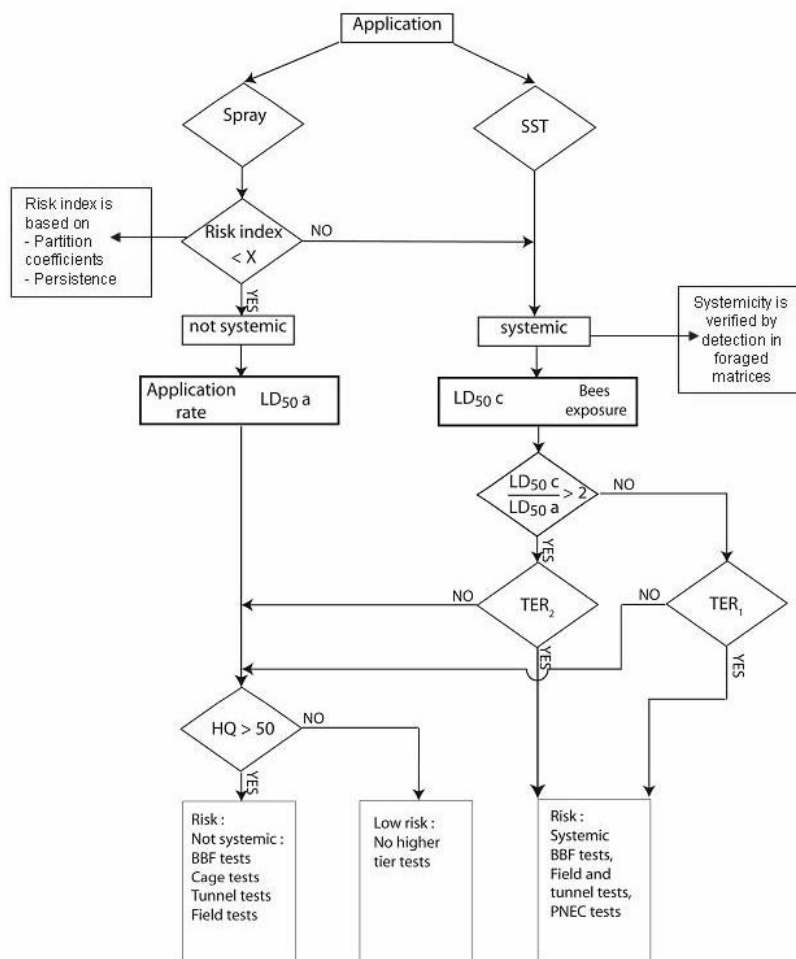 Application
Spray
SST
Risk index is
based on
- Partition
coefficients
- Persistence
Risk index
< X
NO
YES
not systemic
systemic
Systemicity is
verified by
detection in
foraged
matrices
Application
rate
LD50 a
LD50 c
Bees
exposure
LD50 c
LD50 a
> 2
NO
YES
NO
TER2
NO
TER1
YES
YES
HQ > 50
NO
YES
Risk :
Not systemic :
BBF tests
Cage tests
Tunnel tests
Field tests
Low risk :
No higher
tier tests
Risk :
Systemic
BBF tests,
Field and
tunnel tests,
PNEC tests